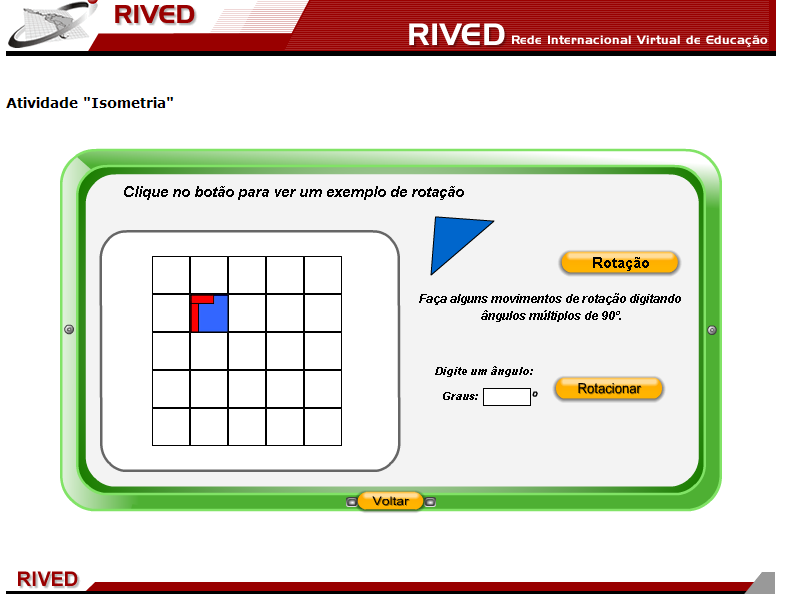 RIVED
RIVED Rede Internacional Virtual de Educação
Atividade "Isometria"
Clique no botão para ver um exemplo de rotação
Rotação
Faça alguns movimentos de rotação digitando
ângulos múltiplos de 90º.
Digite um ângulo:
Graus: º
Rotacionar
Voltar
RIVED